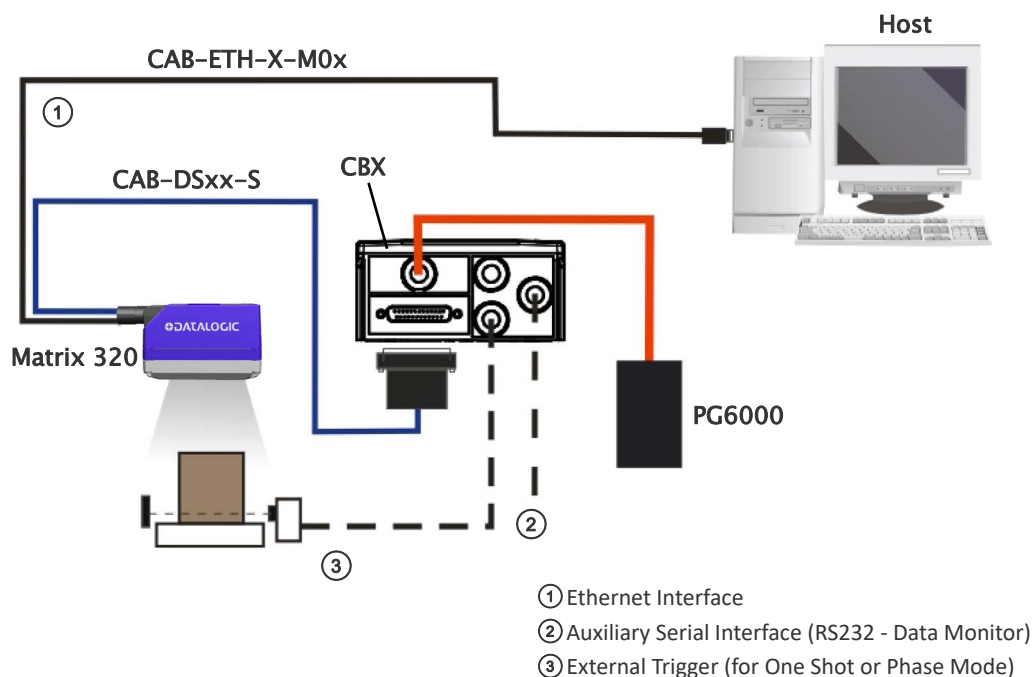 Host
CAB-ETH-X-M0x
①
CAB-DSxx-S
CBX
DATALOGIC
Matrix 320
PG6000
②
③
① Ethernet Interface
② Auxiliary Serial Interface (RS232 - Data Monitor)
③ External Trigger (for One Shot or Phase Mode)